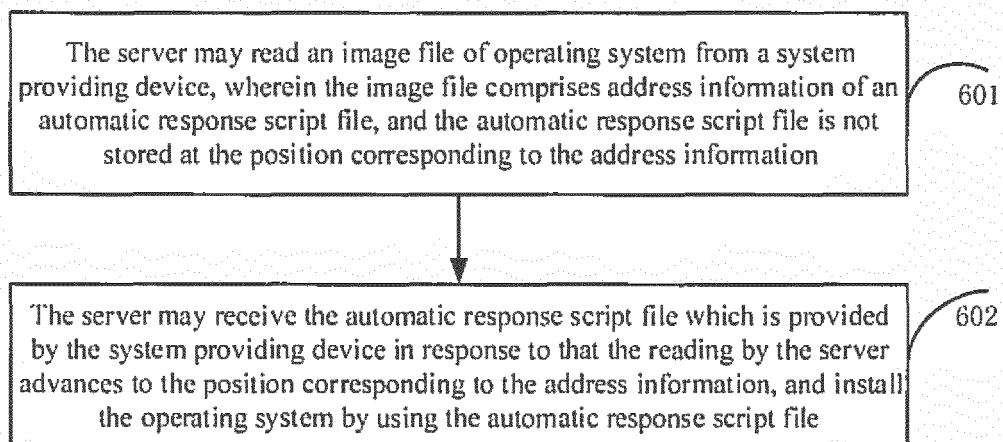 The server may read an image file of operating system from a system
providing device, wherein the image file comprises address information of an
automatic response script file, and the automatic response script file is not
stored at the position corresponding to the address information
601
The server may receive the automatic response script file which is provided
by the system providing device in response to that the reading by the server
advances to the position corresponding to the address information, and install
the operating system by using the automatic response script file
602